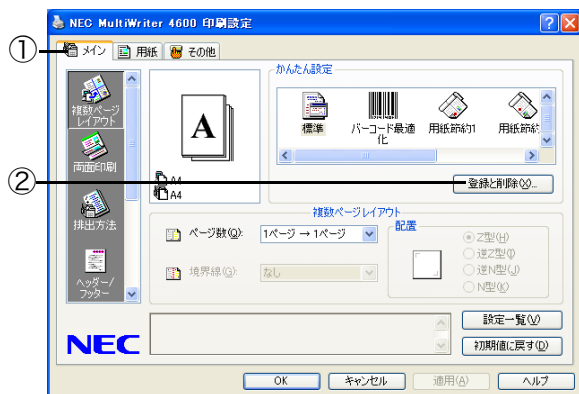 NEC MultiWriter 4600 印刷設定
① メイン 用紙 その他
かんたん設定
複数ページ
レイアウト
両面印刷
排出方法
ヘッダー/
フッター
A
A4
A4
標準 バーコード最適化 用紙節約1 用紙節約
② 登録と削除(X)...
複数ページレイアウト
ページ数(Q): 1ページ → 1ページ
境界線(G): なし
配置
Z型(H)
逆Z型(I)
逆N型(J)
N型(K)
NEC
設定一覧(V)
初期値に戻す(D)
OK キャンセル 適用(A) ヘルプ